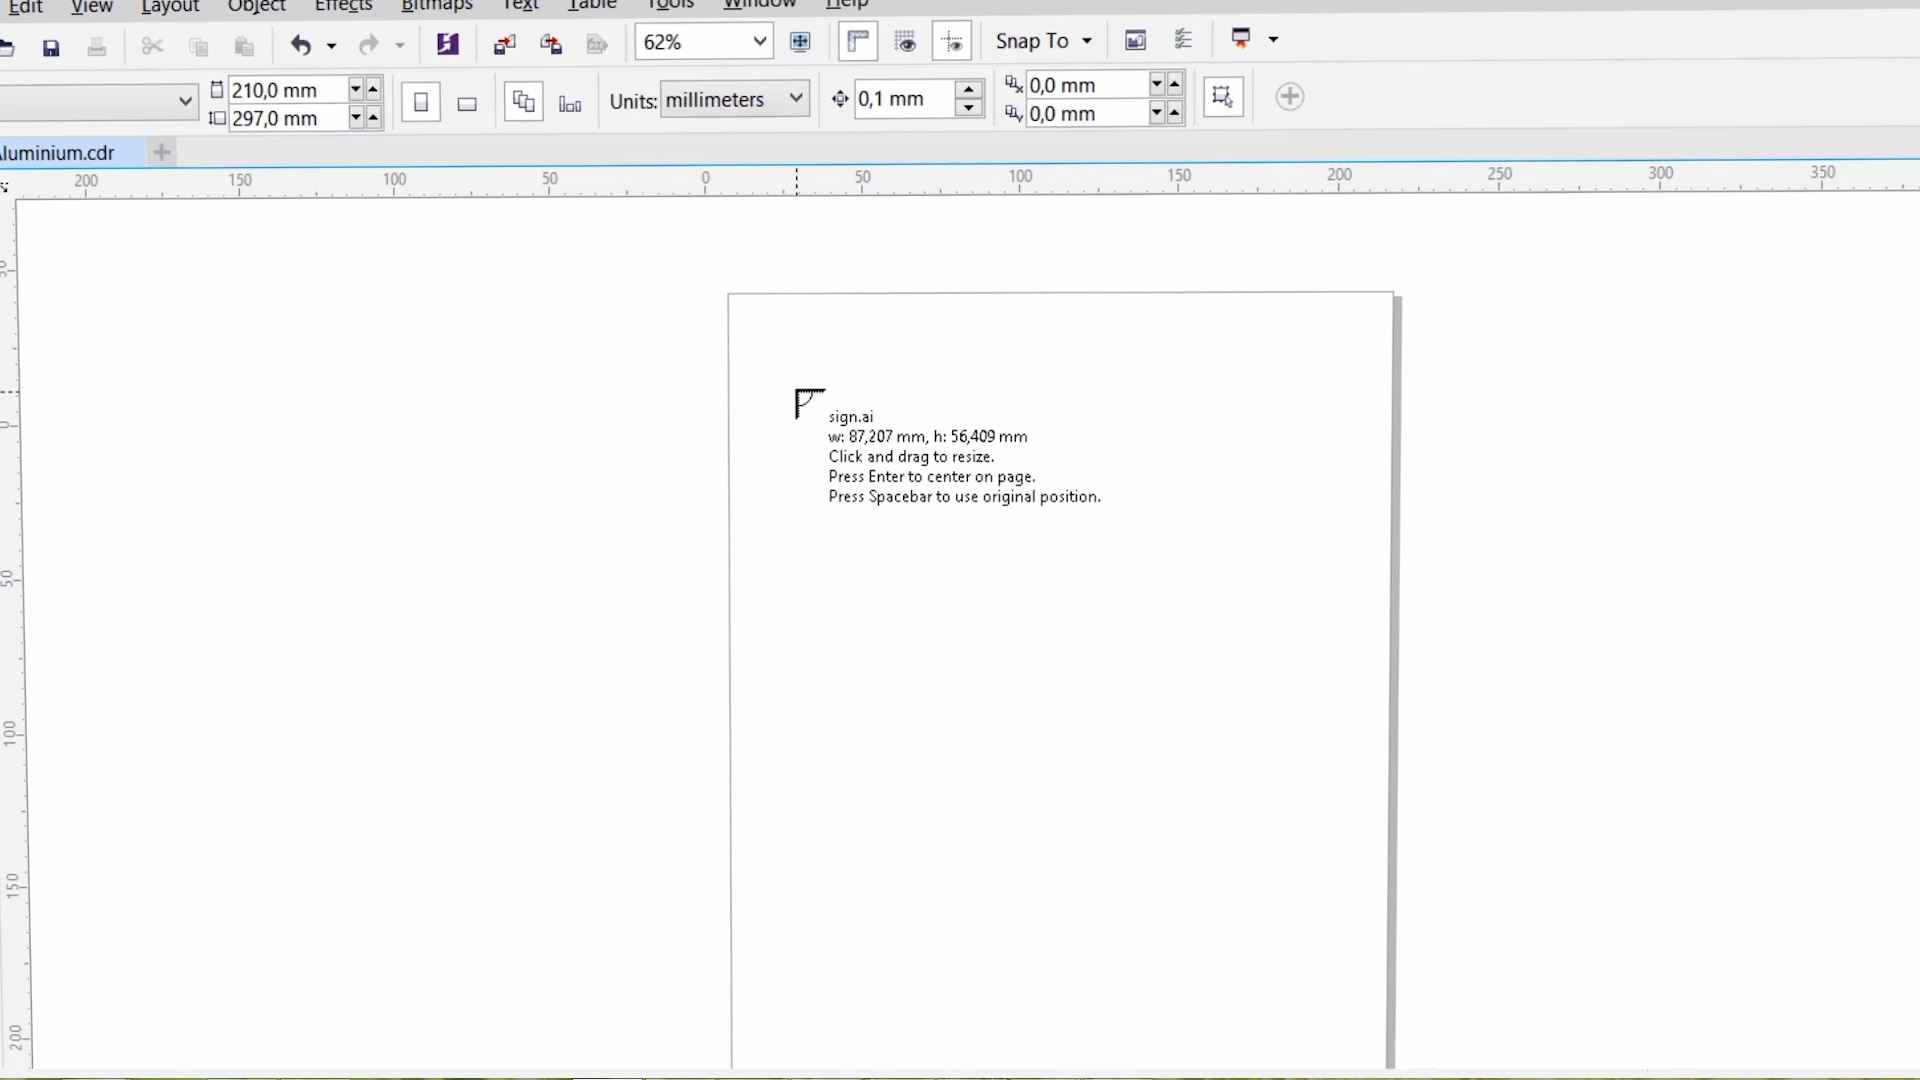 Edit View Layout Object Effects Bitmaps Text Table Tools Window Help
62% Snap To
210,0 mm
297,0 mm
Units: millimeters 0,1 mm
0,0 mm
0,0 mm
luminium.cdr
200 150 100 50 0 50 100 150 200 250 300 350
50
0
50
100
150
200
sign.ai
w: 87,207 mm, h: 56,409 mm
Click and drag to resize.
Press Enter to center on page.
Press Spacebar to use original position.